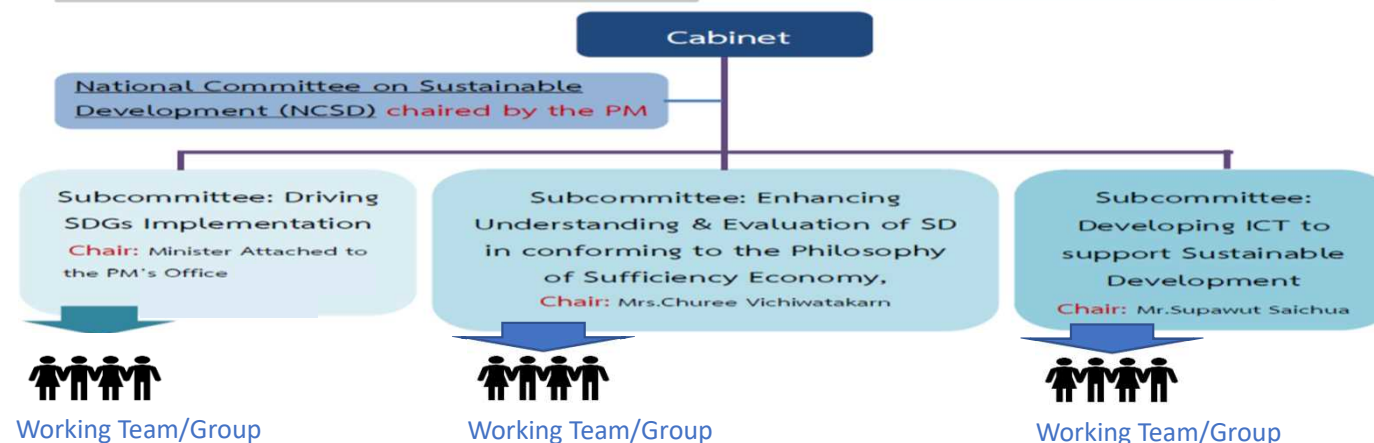 Cabinet
National Committee on Sustainable
Development (NCSD) chaired by the PM
Subcommittee: Driving
SDGs Implementation
Chair: Minister Attached to
the PM's Office
Subcommittee: Enhancing
Understanding & Evaluation of SD
in conforming to the Philosophy
of Sufficiency Economy,
Chair: Mrs.Churee Vichiwatakarn
Subcommittee:
Developing ICT to
support Sustainable
Development
Chair: Mr.Supawut Saichua
Working Team/Group
Working Team/Group
Working Team/Group